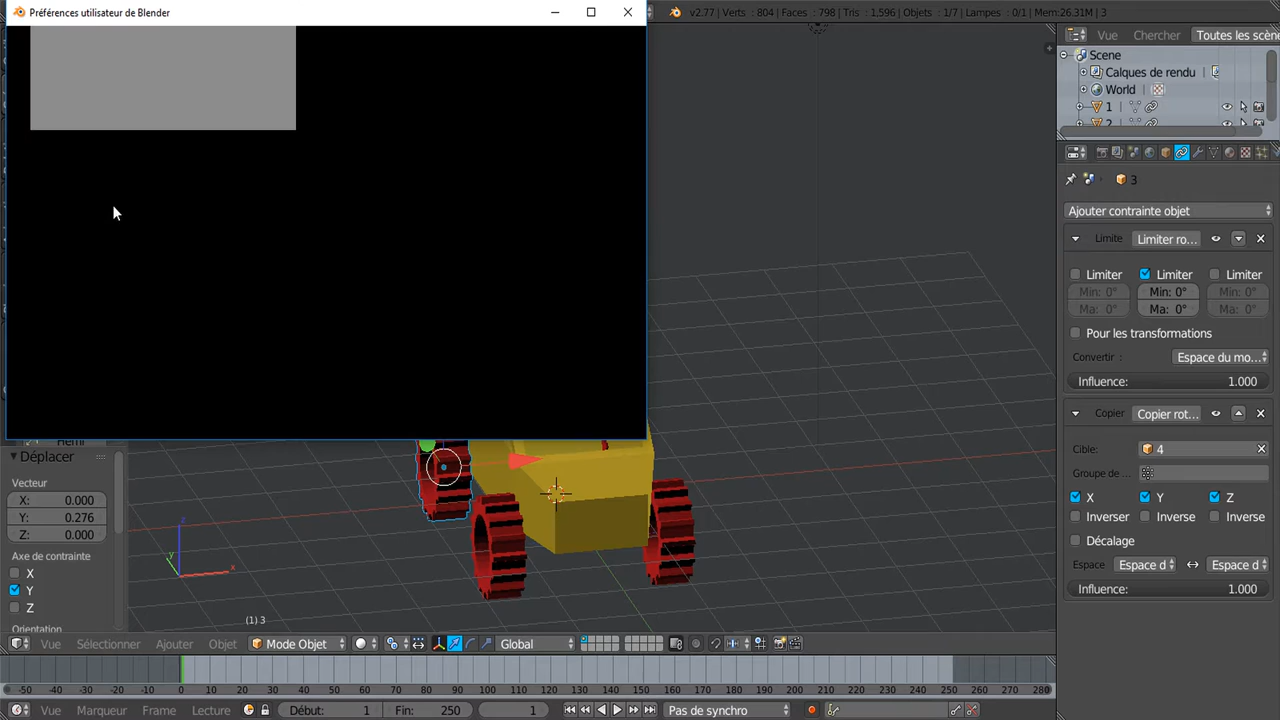 Préférences utilisateur de Blender
v2.77 | Verts : 804 | Faces : 798 | Tris : 1,596 | Objets : 1/7 | Lampes : 0/1 | Mem:26.31M | 3
Vue
Chercher
Toutes les scèn
Scene
Calques de rendu
World
1
2
3
Ajouter contrainte objet
Limite
Limiter ro...
Limiter
Limiter
Limiter
Min: 0°
Min: 0°
Min: 0°
Ma: 0°
Ma: 0°
Ma: 0°
Pour les transformations
Convertir :
Espace du mo...
Influence:
1.000
Copier
Copier rot...
Cible:
4
Groupe de ...
X
Y
Z
Inverser
Inverse
Inverse
Décalage
Espace
Espace d
Espace d
Influence:
1.000
Hemi
Déplacer
Vecteur
X: 0.000
Y: 0.276
Z: 0.000
Axe de contrainte
X
Y
Z
Orientation
z
y
x
(1) 3
Vue
Sélectionner
Ajouter
Objet
Mode Objet
Global
-50 -40 -30 -20 -10 0 10 20 30 40 50 60 70 80 90 100 110 120 130 140 150 160 170 180 190 200 210 220 230 240 250 260 270 280
Vue
Marqueur
Frame
Lecture
Début: 1
Fin: 250
1
Pas de synchro